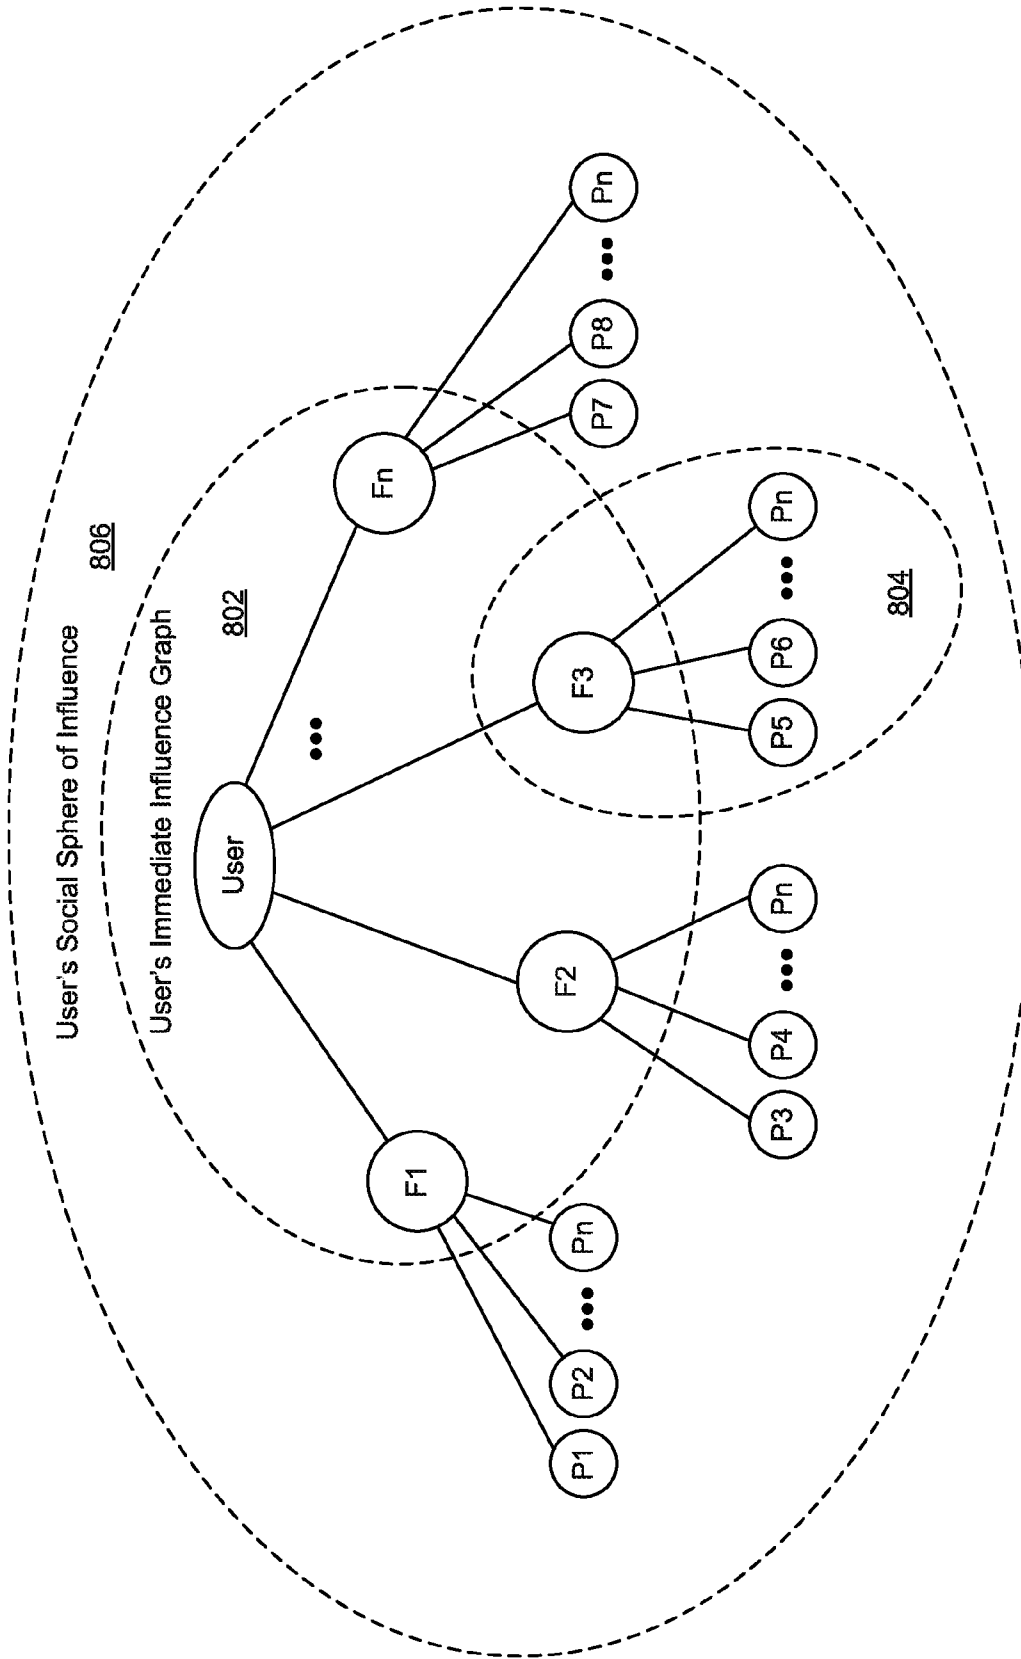 User's Social Sphere of Influence
806
User's Immediate Influence Graph
802
User
F1
F2
F3
Fn
P1
P2
Pn
P3
P4
Pn
P5
P6
Pn
P7
P8
Pn
804